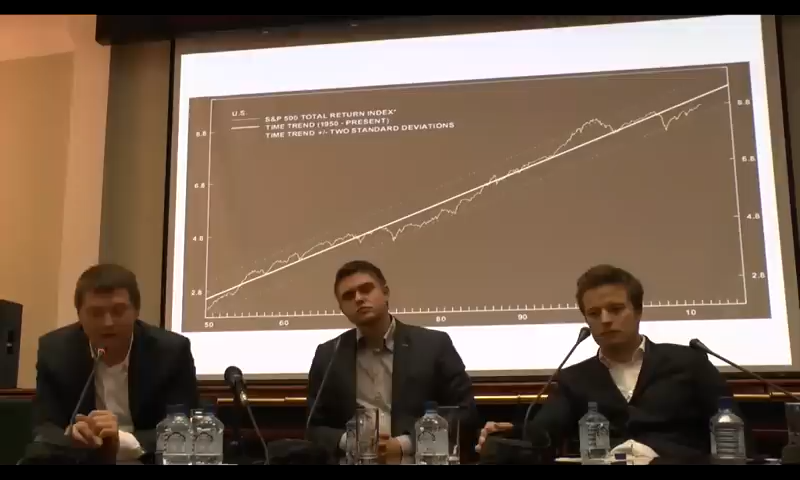 U.S.
S&P 500 TOTAL RETURN INDEX*
TIME TREND (1950 - PRESENT)
TIME TREND +/- TWO STANDARD DEVIATIONS
8.8 8.8
6.8 6.8
4.8 4.8
2.8 2.8
50 60 80 90 10